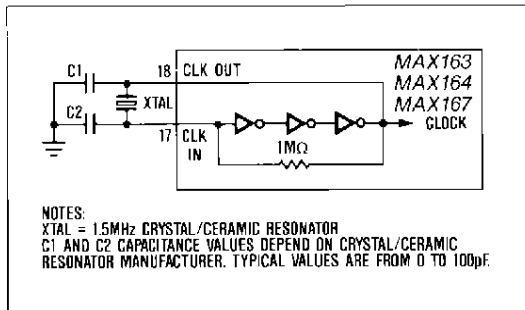 C1
18
CLK OUT
MAX163
MAX164
MAX167
XTAL
C2
17
CLK
IN
1MΩ
CLOCK
NOTES:
XTAL = 1.5MHz CRYSTAL/CERAMIC RESONATOR
C1 AND C2 CAPACITANCE VALUES DEPEND ON CRYSTAL/CERAMIC
RESONATOR MANUFACTURER. TYPICAL VALUES ARE FROM 0 TO 100pF.